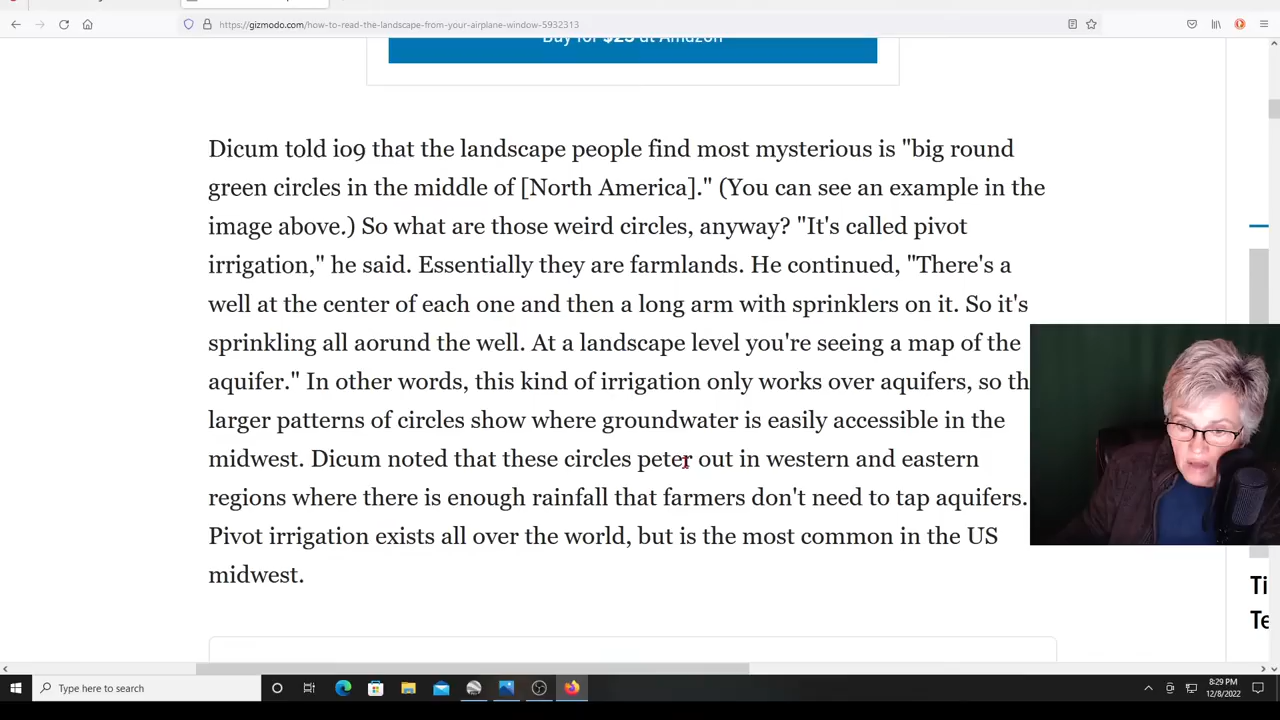 https://gizmodo.com/how-to-read-the-landscape-from-your-airplane-window-5932313
Buy for $25 at Amazon
Dicum told io9 that the landscape people find most mysterious is "big round
green circles in the middle of [North America]." (You can see an example in the
image above.) So what are those weird circles, anyway? "It's called pivot
irrigation," he said. Essentially they are farmlands. He continued, "There's a
well at the center of each one and then a long arm with sprinklers on it. So it's
sprinkling all aorund the well. At a landscape level you're seeing a map of the
aquifer." In other words, this kind of irrigation only works over aquifers, so th
larger patterns of circles show where groundwater is easily accessible in the
midwest. Dicum noted that these circles peter out in western and eastern
regions where there is enough rainfall that farmers don't need to tap aquifers.
Pivot irrigation exists all over the world, but is the most common in the US
midwest.
Ti
Te
Type here to search
8:29 PM
12/8/2022